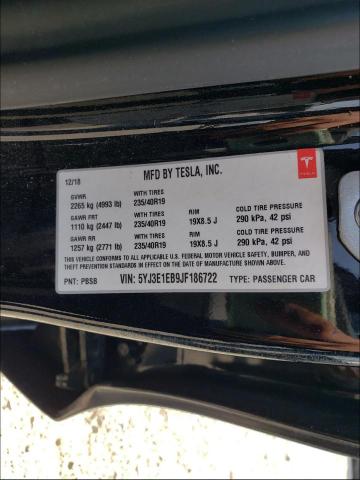 12/18 MFD BY TESLA, INC.
TESLA
GVWR WITH TIRES
2265 kg (4993 lb) 235/40R19
GAWR FRT WITH TIRES RIM COLD TIRE PRESSURE
1110 kg (2447 lb) 235/40R19 19X8.5 J 290 kPa, 42 psi
GAWR RR WITH TIRES RIM COLD TIRE PRESSURE
1257 kg (2771 lb) 235/40R19 19X8.5 J 290 kPa, 42 psi
THIS VEHICLE CONFORMS TO ALL APPLICABLE U.S. FEDERAL MOTOR VEHICLE SAFETY, BUMPER,
AND THEFT PREVENTION STANDARDS IN EFFECT ON THE DATE OF MANUFACTURE SHOWN ABOVE.
PNT: PBSB VIN: 5YJ3E1EB9JF186722 TYPE: PASSENGER CAR